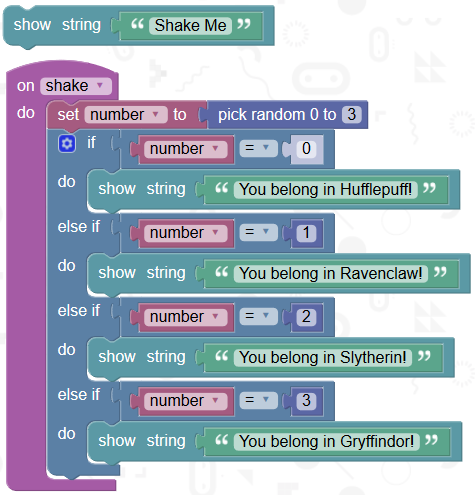 show string “ Shake Me ”
on shake
do set number to pick random 0 to 3
if number = 0
do show string “ You belong in Hufflepuff! ”
else if number = 1
do show string “ You belong in Ravenclaw! ”
else if number = 2
do show string “ You belong in Slytherin! ”
else if number = 3
do show string “ You belong in Gryffindor! ”